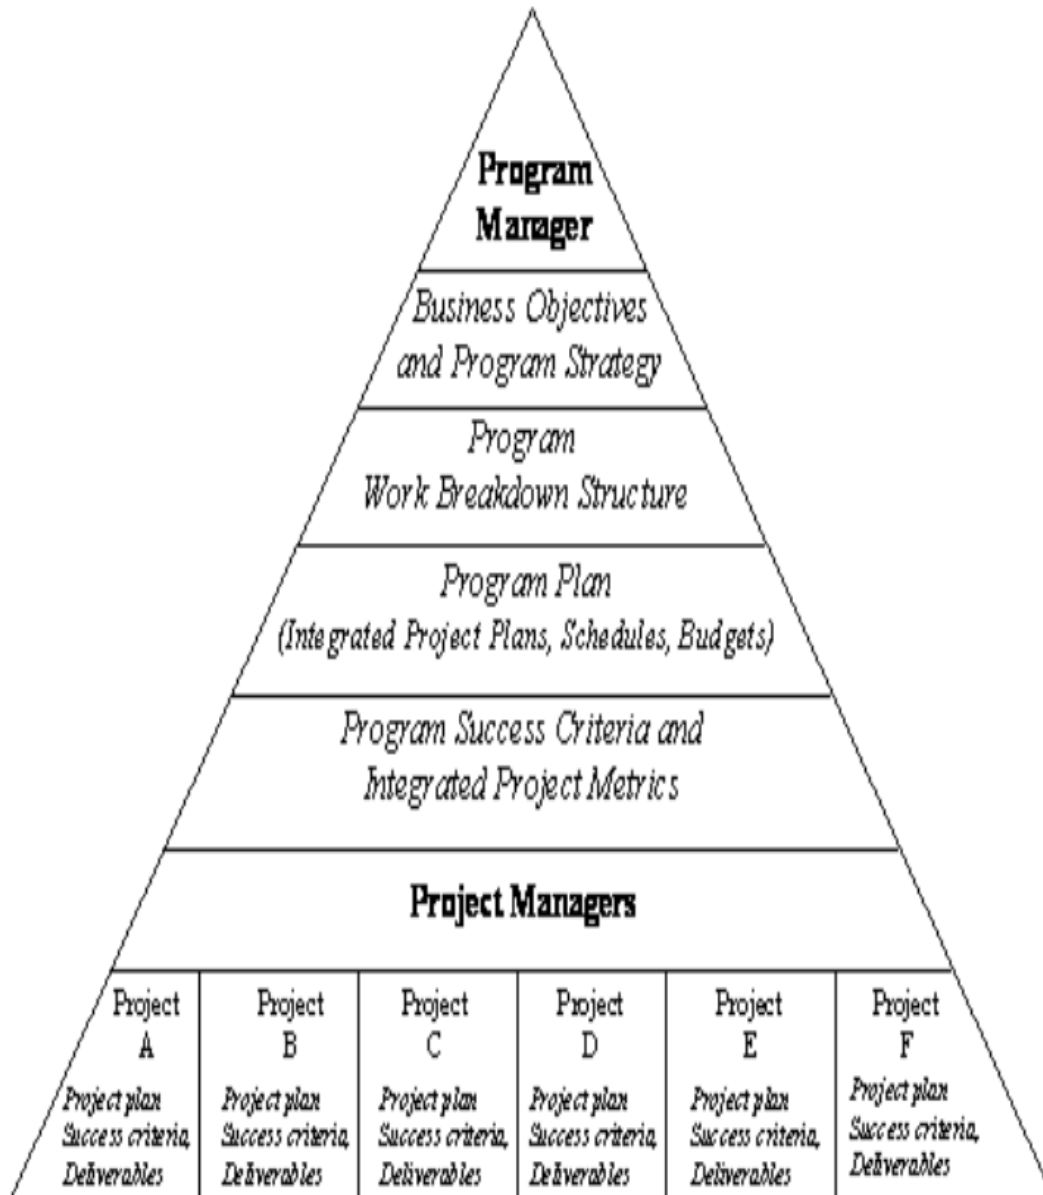 Program
Manager
Business Objectives
and Program Strategy
Program
Work Breakdown Structure
Program Plan
(Integrated Project Plans, Schedules, Budgets)
Program Success Criteria and
Integrated Project Metrics
Project Managers
Project
A
Project plan
Success criteria,
Deliverables
Project
B
Project plan
Success criteria,
Deliverables
Project
C
Project plan
Success criteria,
Deliverables
Project
D
Project plan
Success criteria,
Deliverables
Project
E
Project plan
Success criteria,
Deliverables
Project
F
Project plan
Success criteria,
Deliverables